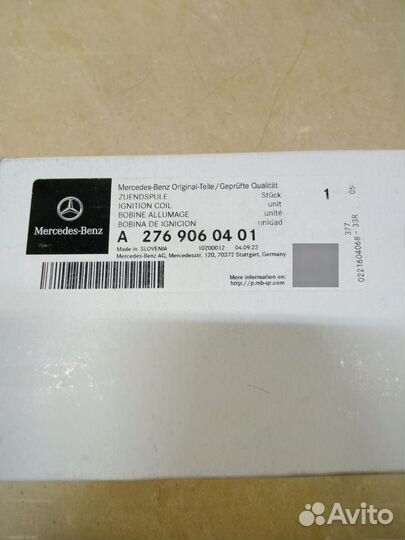 Mercedes-Benz Original-Teile/Geprüfte Qualität
ZUENDSPULE Stück
IGNITION COIL unit 1
BOBINE ALLUMAGE unité
BOBINA DE IGNICION unidad
Mercedes-Benz
A 276 906 04 01
Made in SLOVENIA 10200012 04.09.23
Mercedes-Benz AG, Mercedesstr. 120, 70372 Stuttgart, Germany
More information on:
http://p.mb-qr.com
05
377
0221604068 - 33R
Avito